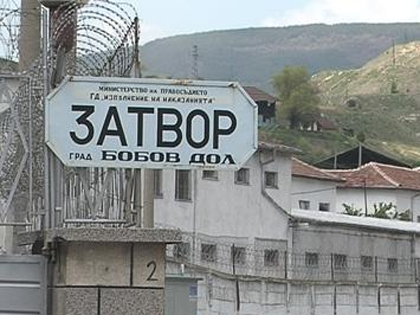 МИНИСТЕРСТВО НА ПРАВОСЪДИЕТО
ГД „ИЗПЪЛНЕНИЕ НА НАКАЗАНИЯТА"
ЗАТВОР
ГРАД БОБОВ ДОЛ
2